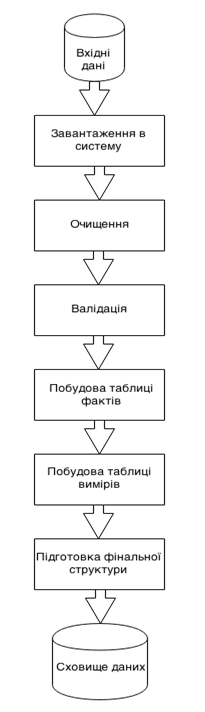 Вхідні
дані
Завантаження в
систему
Очищення
Валідація
Побудова таблиці
фактів
Побудова таблиці
вимірів
Підготовка фінальної
структури
Сховище даних